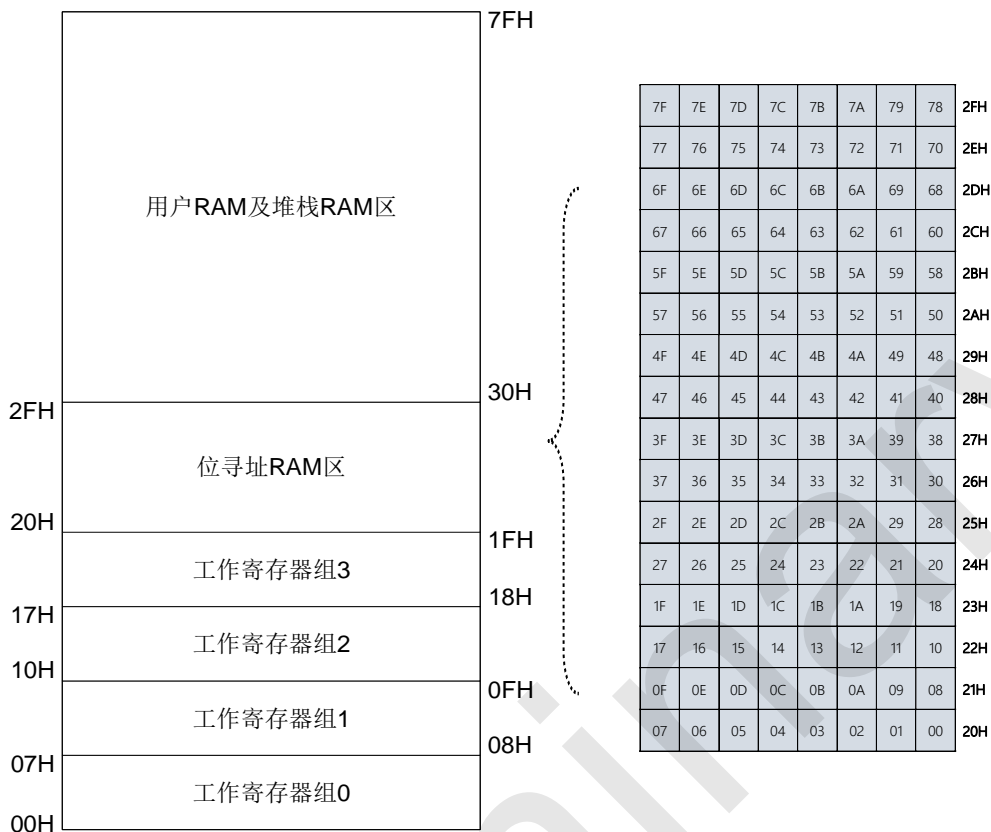 7FH
用户RAM及堆栈RAM区
30H
2FH
位寻址RAM区
20H
1FH
工作寄存器组3
18H
17H
工作寄存器组2
10H
0FH
工作寄存器组1
08H
07H
工作寄存器组0
00H
7F 7E 7D 7C 7B 7A 79 78 2FH
77 76 75 74 73 72 71 70 2EH
6F 6E 6D 6C 6B 6A 69 68 2DH
67 66 65 64 63 62 61 60 2CH
5F 5E 5D 5C 5B 5A 59 58 2BH
57 56 55 54 53 52 51 50 2AH
4F 4E 4D 4C 4B 4A 49 48 29H
47 46 45 44 43 42 41 40 28H
3F 3E 3D 3C 3B 3A 39 38 27H
37 36 35 34 33 32 31 30 26H
2F 2E 2D 2C 2B 2A 29 28 25H
27 26 25 24 23 22 21 20 24H
1F 1E 1D 1C 1B 1A 19 18 23H
17 16 15 14 13 12 11 10 22H
0F 0E 0D 0C 0B 0A 09 08 21H
07 06 05 04 03 02 01 00 20H